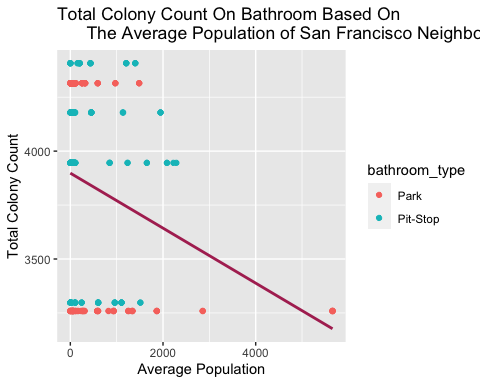 Total Colony Count On Bathroom Based On
The Average Population of San Francisco Neighbo
Total Colony Count
4000
3500
0
2000
4000
Average Population
bathroom_type
Park
Pit-Stop